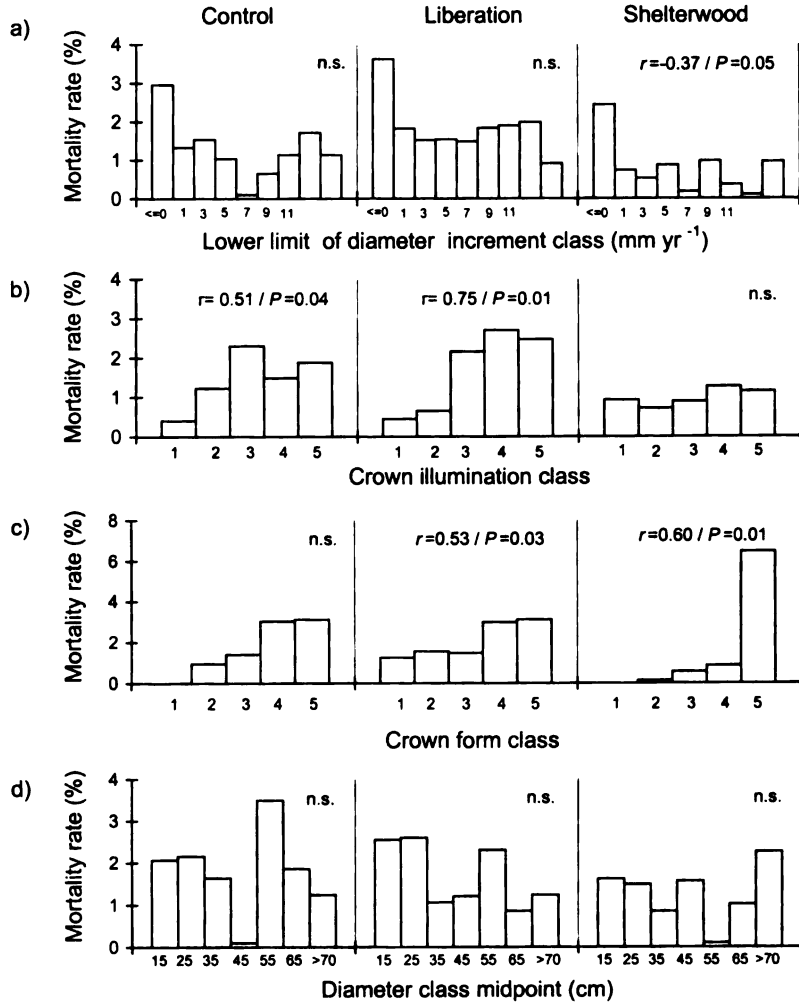 Control Liberation Shelterwood
a)
Mortality rate (%)
4
3
2
1
0
n.s.
n.s.
r=-0.37 / P=0.05
<=0 1 3 5 7 9 11
<=0 1 3 5 7 9 11
<=0 1 3 5 7 9 11
Lower limit of diameter increment class (mm yr -1)
b)
Mortality rate (%)
4
3
2
1
0
r= 0.51 / P=0.04
r= 0.75 / P=0.01
n.s.
1 2 3 4 5
1 2 3 4 5
1 2 3 4 5
Crown illumination class
c)
Mortality rate (%)
8
6
4
2
0
n.s.
r=0.53 / P=0.03
r=0.60 / P=0.01
1 2 3 4 5
1 2 3 4 5
1 2 3 4 5
Crown form class
d)
Mortality rate (%)
4
3
2
1
0
n.s.
n.s.
n.s.
15 25 35 45 55 65 >70
15 25 35 45 55 65 >70
15 25 35 45 55 65 >70
Diameter class midpoint (cm)